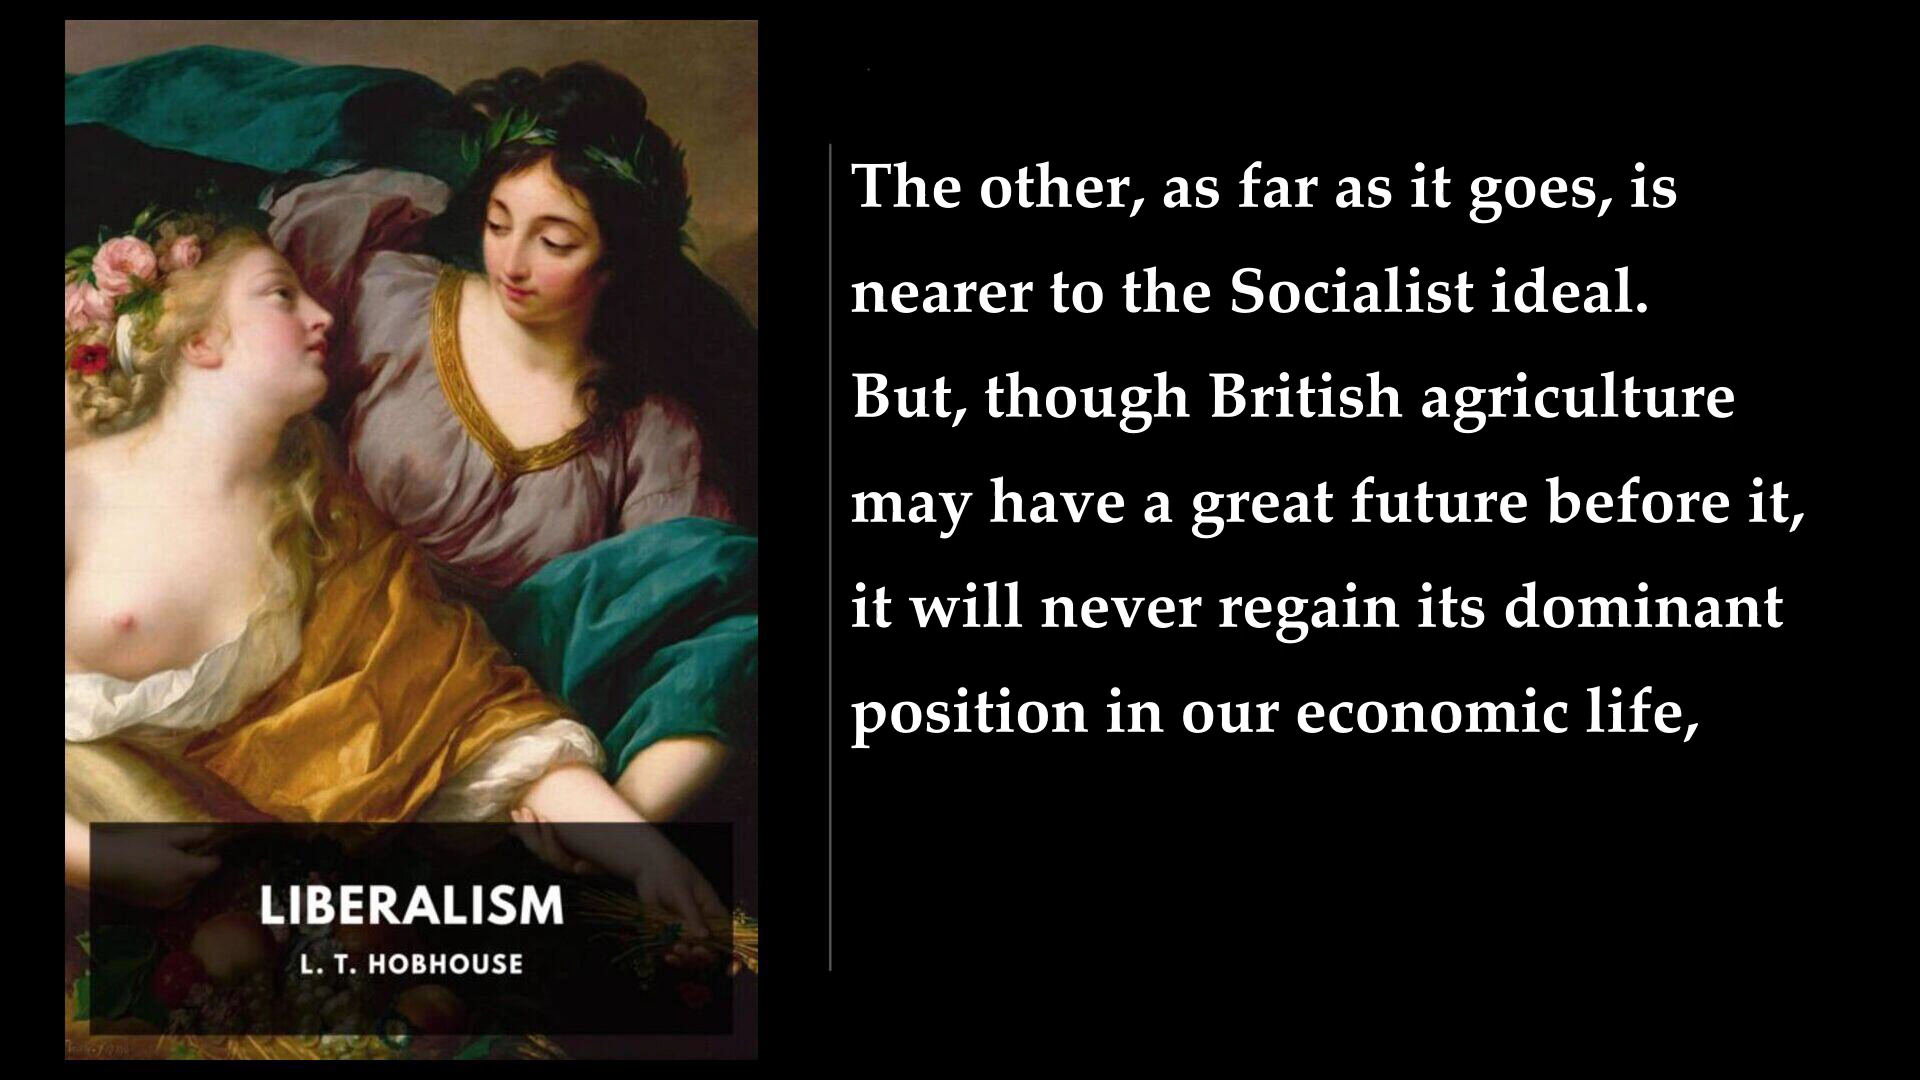 The other, as far as it goes, is
nearer to the Socialist ideal.
But, though British agriculture
may have a great future before it,
it will never regain its dominant
position in our economic life,
LIBERALISM
L. T. HOBHOUSE